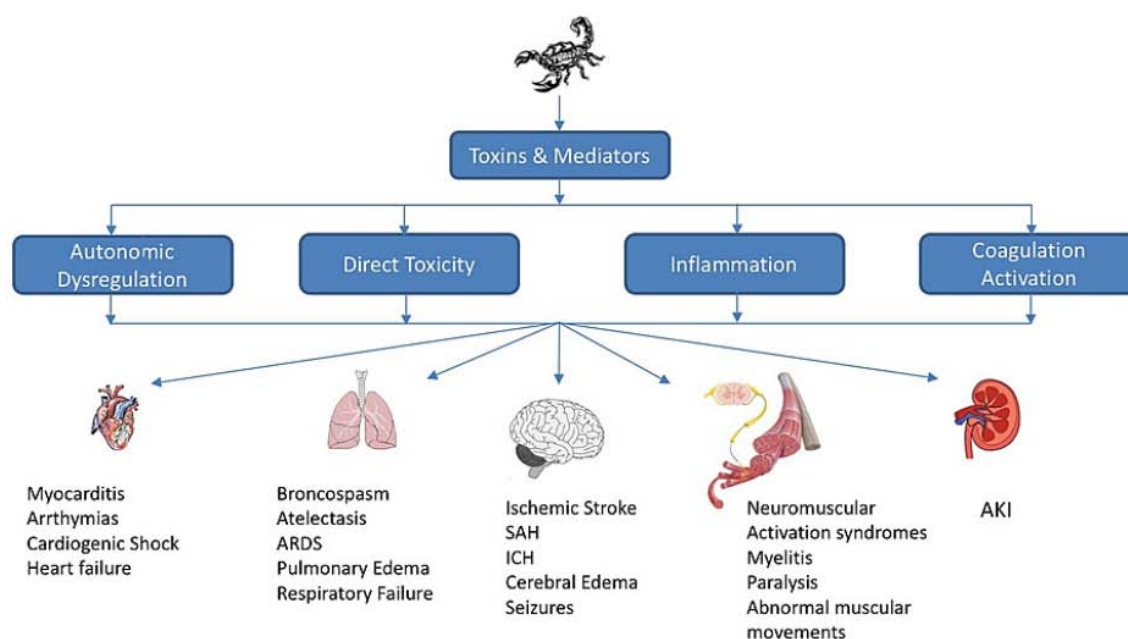 Toxins & Mediators
Autonomic
Dysregulation
Direct Toxicity
Inflammation
Coagulation
Activation
Myocarditis
Arrthymias
Cardiogenic Shock
Heart failure
Broncospasm
Atelectasis
ARDS
Pulmonary Edema
Respiratory Failure
Ischemic Stroke
SAH
ICH
Cerebral Edema
Seizures
Neuromuscular
Activation syndromes
Myelitis
Paralysis
Abnormal muscular
movements
AKI